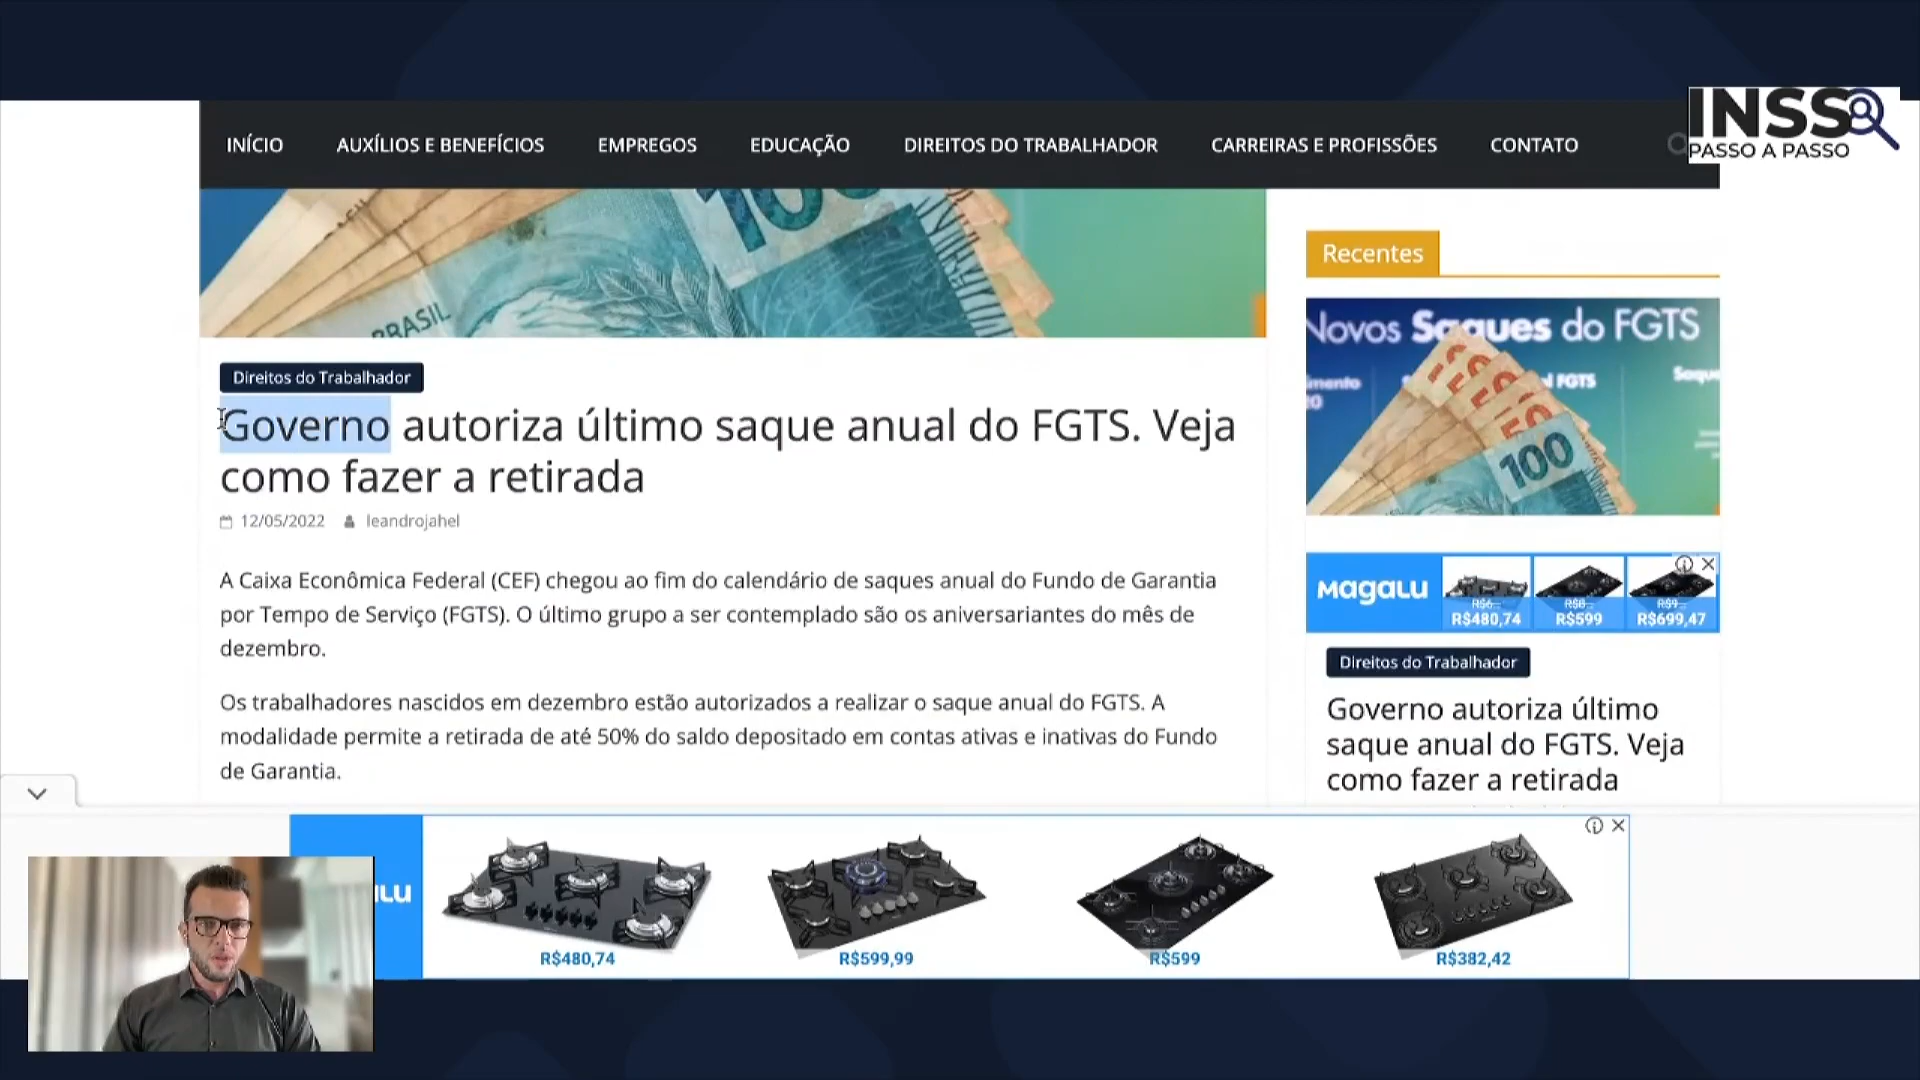 INÍCIO AUXÍLIOS E BENEFÍCIOS EMPREGOS EDUCAÇÃO DIREITOS DO TRABALHADOR CARREIRAS E PROFISSÕES CONTATO
INSS
PASSO A PASSO
100
BRASIL
Direitos do Trabalhador
Governo autoriza último saque anual do FGTS. Veja
como fazer a retirada
12/05/2022 leandrojahel
A Caixa Econômica Federal (CEF) chegou ao fim do calendário de saques anual do Fundo de Garantia
por Tempo de Serviço (FGTS). O último grupo a ser contemplado são os aniversariantes do mês de
dezembro.
Os trabalhadores nascidos em dezembro estão autorizados a realizar o saque anual do FGTS. A
modalidade permite a retirada de até 50% do saldo depositado em contas ativas e inativas do Fundo
de Garantia.
Recentes
Novos Saques do FGTS
FGTS
50
50
100
MAGALU
R$480,74 R$599 R$699,47
Direitos do Trabalhador
Governo autoriza último
saque anual do FGTS. Veja
como fazer a retirada
LU
R$480,74 R$599,99 R$599 R$382,42